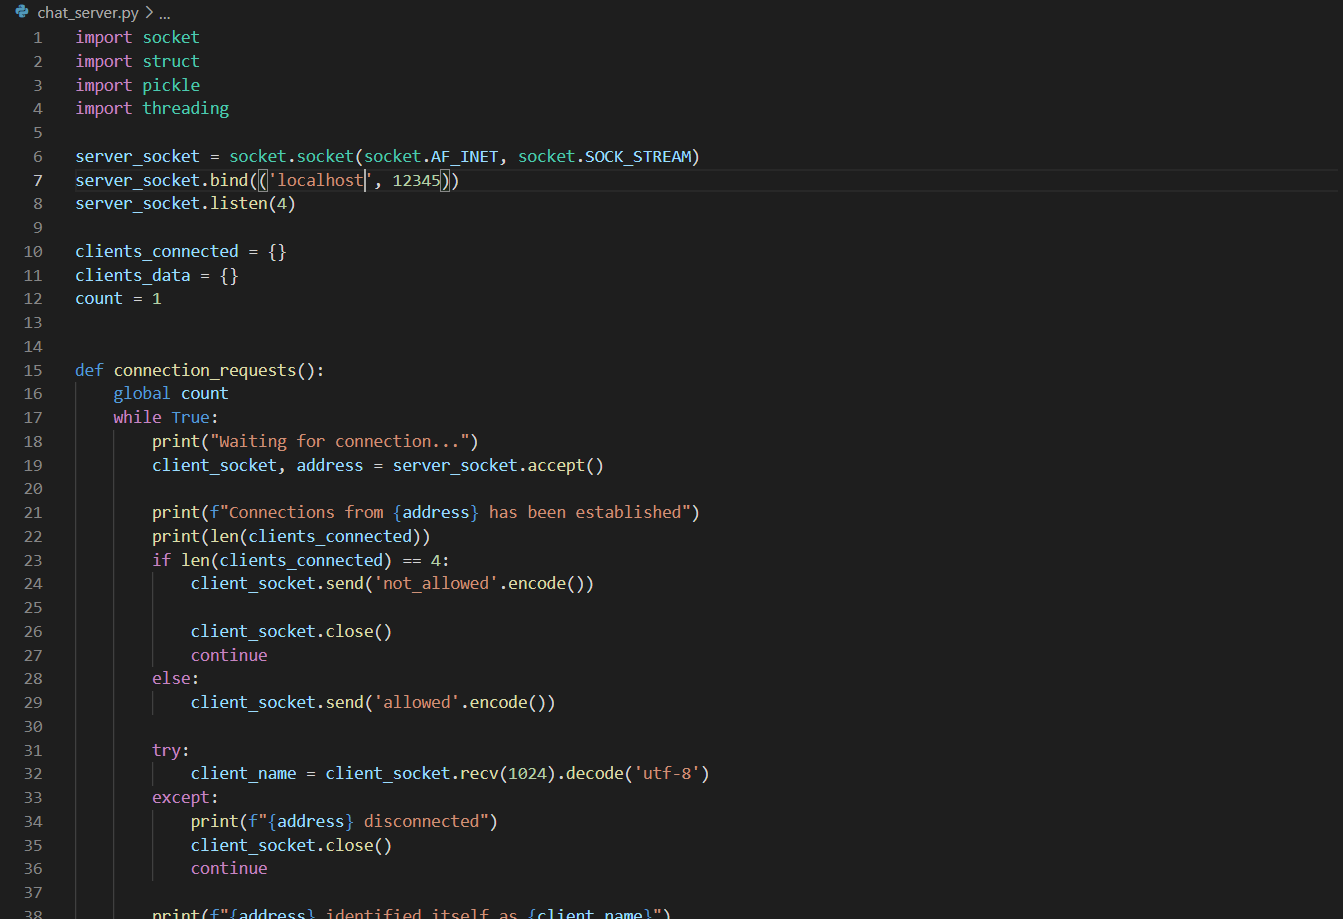 chat_server.py > ...
1 import socket
2 import struct
3 import pickle
4 import threading
5
6 server_socket = socket.socket(socket.AF_INET, socket.SOCK_STREAM)
7 server_socket.bind(('localhost', 12345))
8 server_socket.listen(4)
9
10 clients_connected = {}
11 clients_data = {}
12 count = 1
13
14
15 def connection_requests():
16     global count
17     while True:
18         print("Waiting for connection...")
19         client_socket, address = server_socket.accept()
20
21         print(f"Connections from {address} has been established")
22         print(len(clients_connected))
23         if len(clients_connected) == 4:
24             client_socket.send('not_allowed'.encode())
25
26             client_socket.close()
27             continue
28         else:
29             client_socket.send('allowed'.encode())
30
31         try:
32             client_name = client_socket.recv(1024).decode('utf-8')
33         except:
34             print(f"{address} disconnected")
35             client_socket.close()
36             continue
37
38         print(f"{address} identified itself as {client_name}")